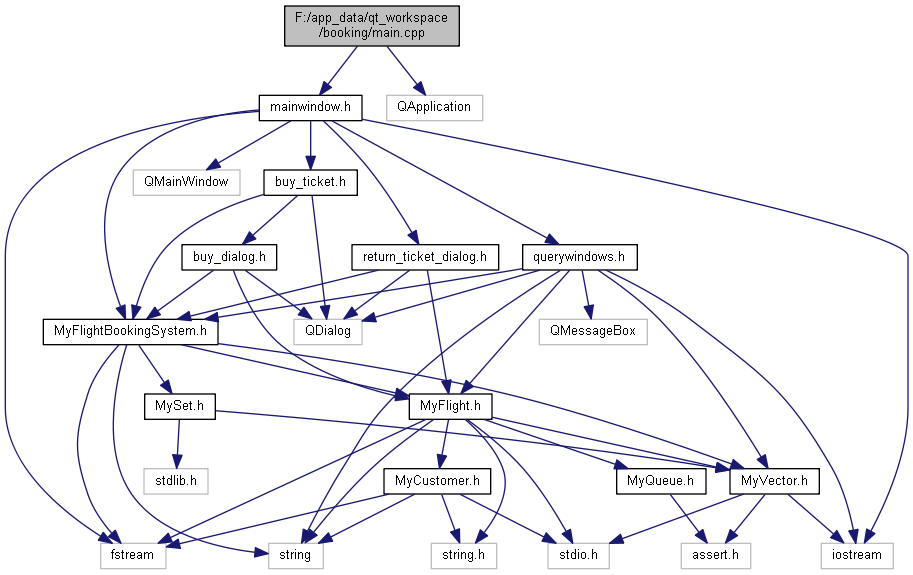 F:/app_data/qt_workspace
/booking/main.cpp
mainwindow.h
QApplication
QMainWindow
buy_ticket.h
buy_dialog.h
return_ticket_dialog.h
querywindows.h
MyFlightBookingSystem.h
QDialog
QMessageBox
MySet.h
MyFlight.h
stdlib.h
MyCustomer.h
MyQueue.h
MyVector.h
fstream
string
string.h
stdio.h
assert.h
iostream